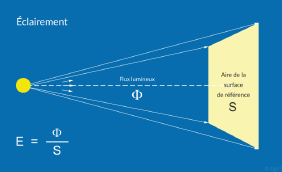 Éclairement
Flux lumineux
Φ
Aire de la
surface
de référence
S
E = Φ
S